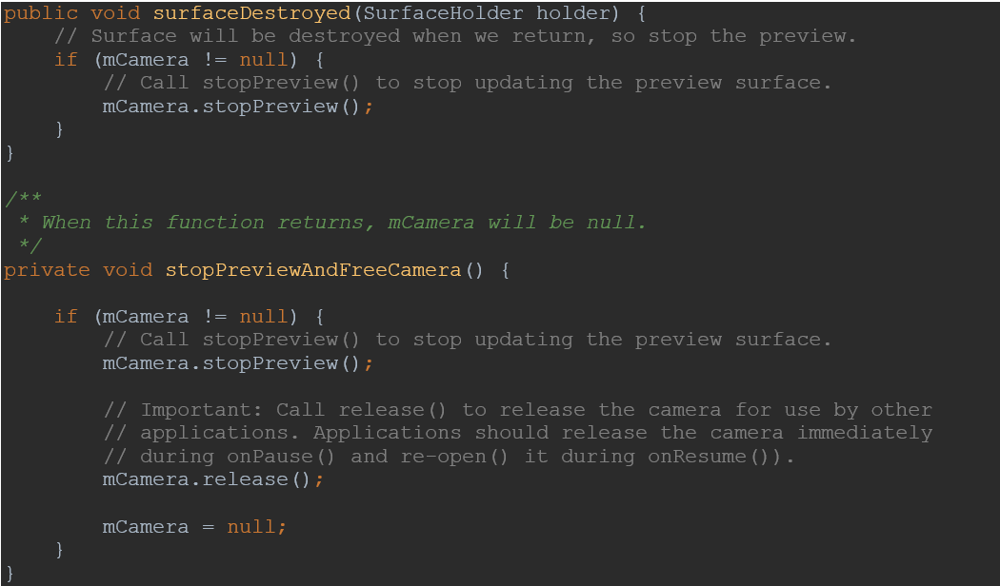 public void surfaceDestroyed(SurfaceHolder holder) {
    // Surface will be destroyed when we return, so stop the preview.
    if (mCamera != null) {
        // Call stopPreview() to stop updating the preview surface.
        mCamera.stopPreview();
    }
}

/**
 * When this function returns, mCamera will be null.
 */
private void stopPreviewAndFreeCamera() {

    if (mCamera != null) {
        // Call stopPreview() to stop updating the preview surface.
        mCamera.stopPreview();

        // Important: Call release() to release the camera for use by other
        // applications. Applications should release the camera immediately
        // during onPause() and re-open() it during onResume()).
        mCamera.release();

        mCamera = null;
    }
}